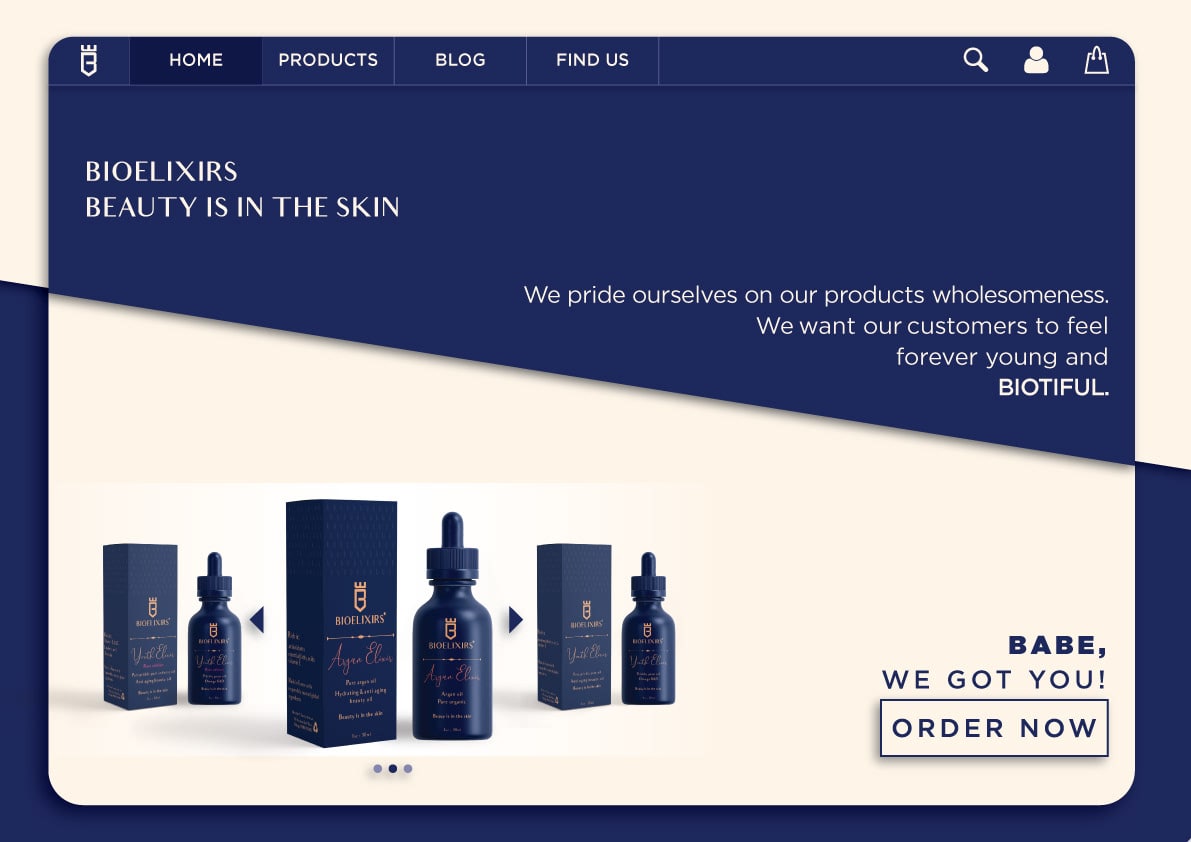 HOME
PRODUCTS
BLOG
FIND US
BIOELIXIRS
BEAUTY IS IN THE SKIN
We pride ourselves on our products wholesomeness.
We want our customers to feel
forever young and
BIOTIFUL.
BIOELIXIRS
Youth Elixir
BIOELIXIRS
Youth Elixir
BIOELIXIRS®
Argan Elixir
Pure argan oil
Hydrating & anti aging
beauty oil
Beauty is in the skin
BIOELIXIRS®
Argan Elixir
Argan oil
Pure organic
Beauty is in the skin
BIOELIXIRS
Youth Elixir
BIOELIXIRS
Youth Elixir
BABE,
WE GOT YOU!
ORDER NOW